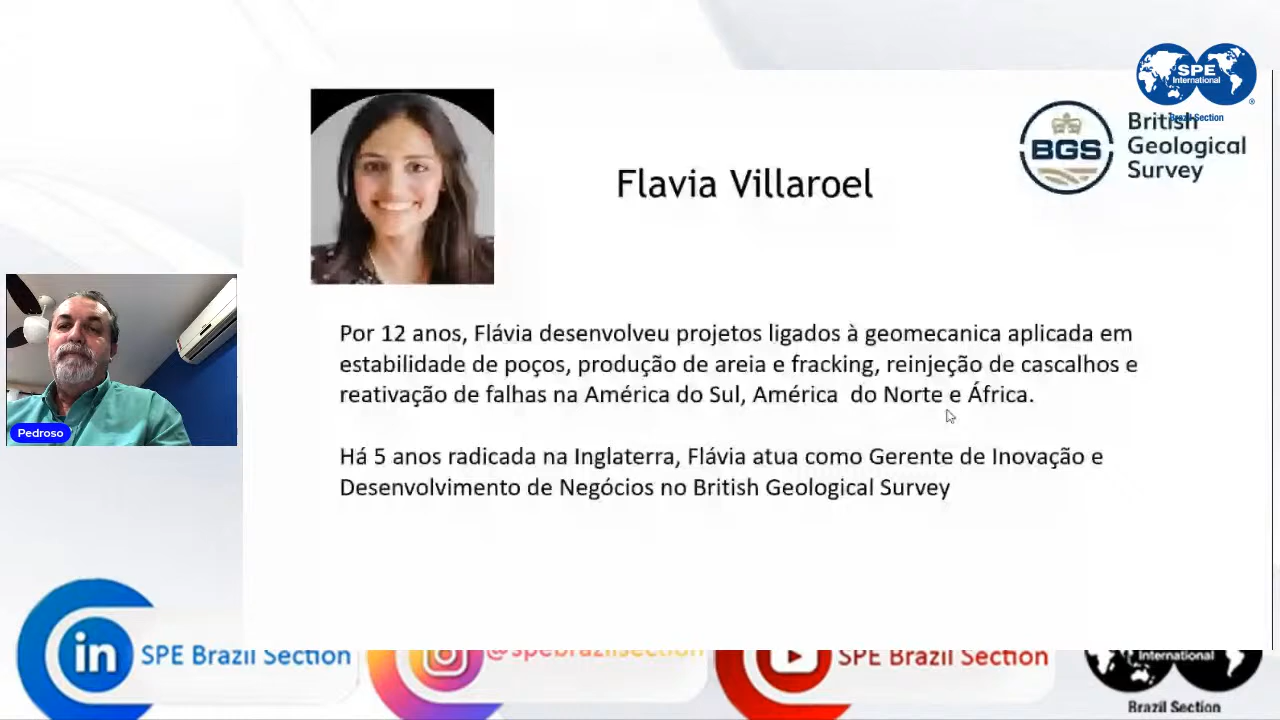 SPE
International
Brazil Section
BGS
British
Geological
Survey
Flavia Villaroel
Por 12 anos, Flávia desenvolveu projetos ligados à geomecanica aplicada em
estabilidade de poços, produção de areia e fracking, reinjeção de cascalhos e
reativação de falhas na América do Sul, América do Norte e África.
Pedroso
Há 5 anos radicada na Inglaterra, Flávia atua como Gerente de Inovação e
Desenvolvimento de Negócios no British Geological Survey
in
SPE Brazil Section
@spebrazilsection
SPE Brazil Section
International
Brazil Section